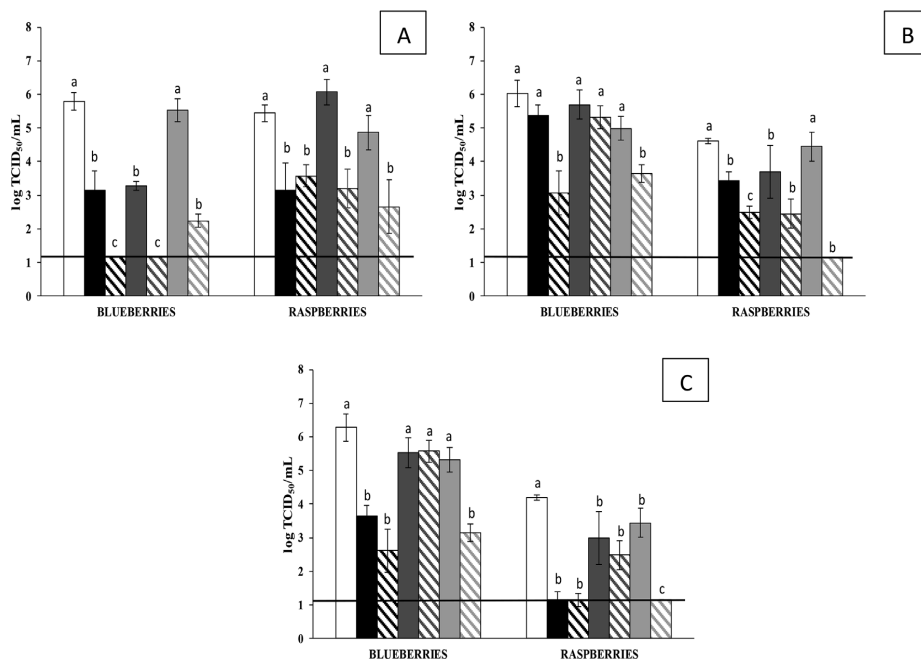 A
8
7
6
5
4
3
2
1
0
log TCID50/mL
a b c b c a b
a b b a b a b
BLUEBERRIES RASPBERRIES
B
8
7
6
5
4
3
2
1
0
log TCID50/mL
a a b a a a b
a b c b b a b
BLUEBERRIES RASPBERRIES
C
8
7
6
5
4
3
2
1
0
log TCID50/mL
a b b a a a b
a b b b b b c
BLUEBERRIES RASPBERRIES